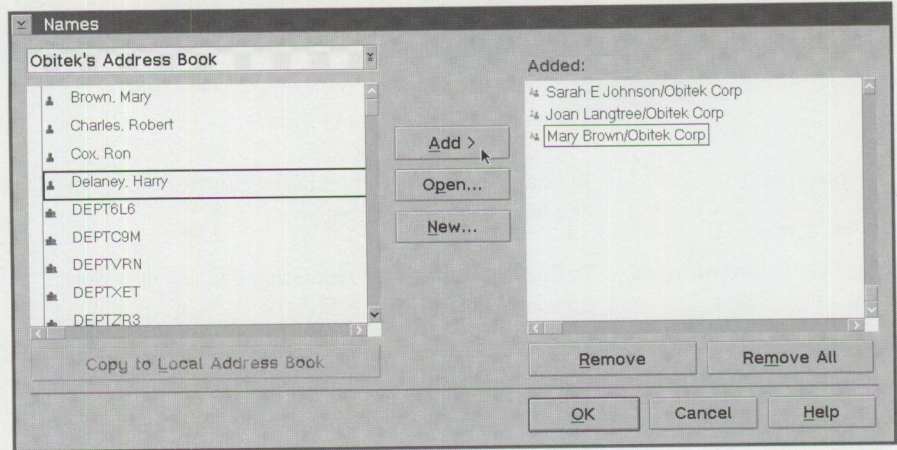 Names
Obitek's Address Book
Brown, Mary
Charles, Robert
Cox, Ron
Delaney, Harry
DEPT6L6
DEPTC9M
DEPTVRN
DEPTXET
DEPTZR3
Copy to Local Address Book
Add >
Open...
New...
Added:
Sarah E Johnson/Obitek Corp
Joan Langtree/Obitek Corp
Mary Brown/Obitek Corp
Remove
Remove All
OK
Cancel
Help